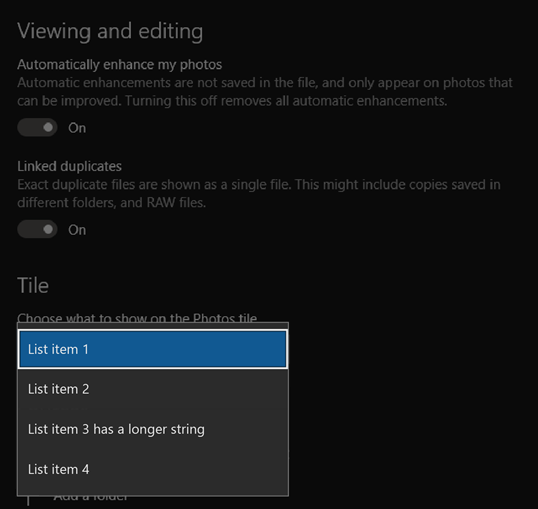 Viewing and editing
Automatically enhance my photos
Automatic enhancements are not saved in the file, and only appear on photos that
can be improved. Turning this off removes all automatic enhancements.
On
Linked duplicates
Exact duplicate files are shown as a single file. This might include copies saved in
different folders, and RAW files.
On
Tile
Choose what to show on the Photos tile
List item 1
List item 2
List item 3 has a longer string
List item 4
Add a folder